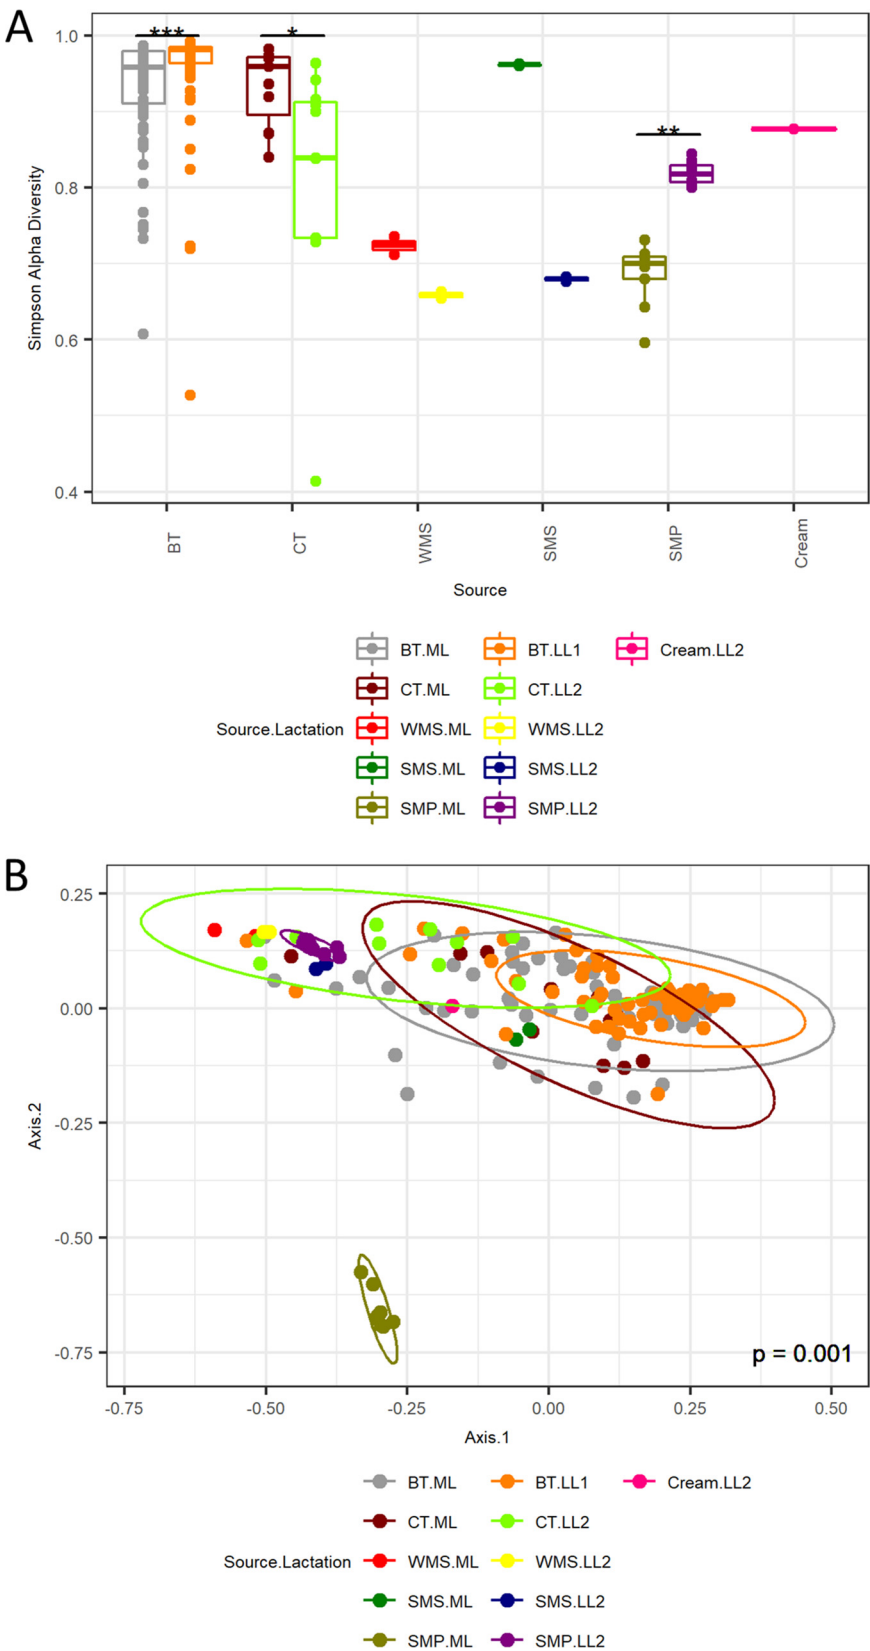 A
1.0
*** * 
0.8
**
0.6
0.4
Simpson Alpha Diversity
BT CT WMS SMS SMP Cream
Source
BT.ML BT.LL1 Cream.LL2
CT.ML CT.LL2
Source.Lactation WMS.ML WMS.LL2
SMS.ML SMS.LL2
SMP.ML SMP.LL2
B
0.25
0.00
-0.25
-0.50
-0.75
Axis.2
p = 0.001
-0.75 -0.50 -0.25 0.00 0.25 0.50
Axis.1
BT.ML BT.LL1 Cream.LL2
CT.ML CT.LL2
Source.Lactation WMS.ML WMS.LL2
SMS.ML SMS.LL2
SMP.ML SMP.LL2